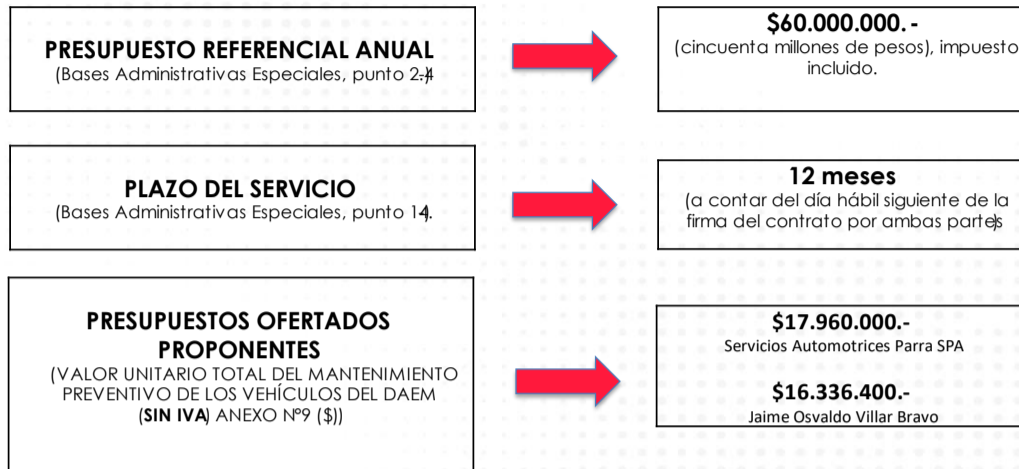 PRESUPUESTO REFERENCIAL ANUAL
(Bases Administrativas Especiales, punto 2.4
$60.000.000.-
(cincuenta millones de pesos), impuesto
incluido.
PLAZO DEL SERVICIO
(Bases Administrativas Especiales, punto 14.
12 meses
(a contar del día hábil siguiente de la
firma del contrato por ambas partes)
PRESUPUESTOS OFERTADOS
PROPONENTES
(VALOR UNITARIO TOTAL DEL MANTENIMIENTO
PREVENTIVO DE LOS VEHÍCULOS DEL DAEM
(SIN IVA) ANEXO Nº9 ($))
$17.960.000.-
Servicios Automotrices Parra SPA
$16.336.400.-
Jaime Osvaldo Villar Bravo